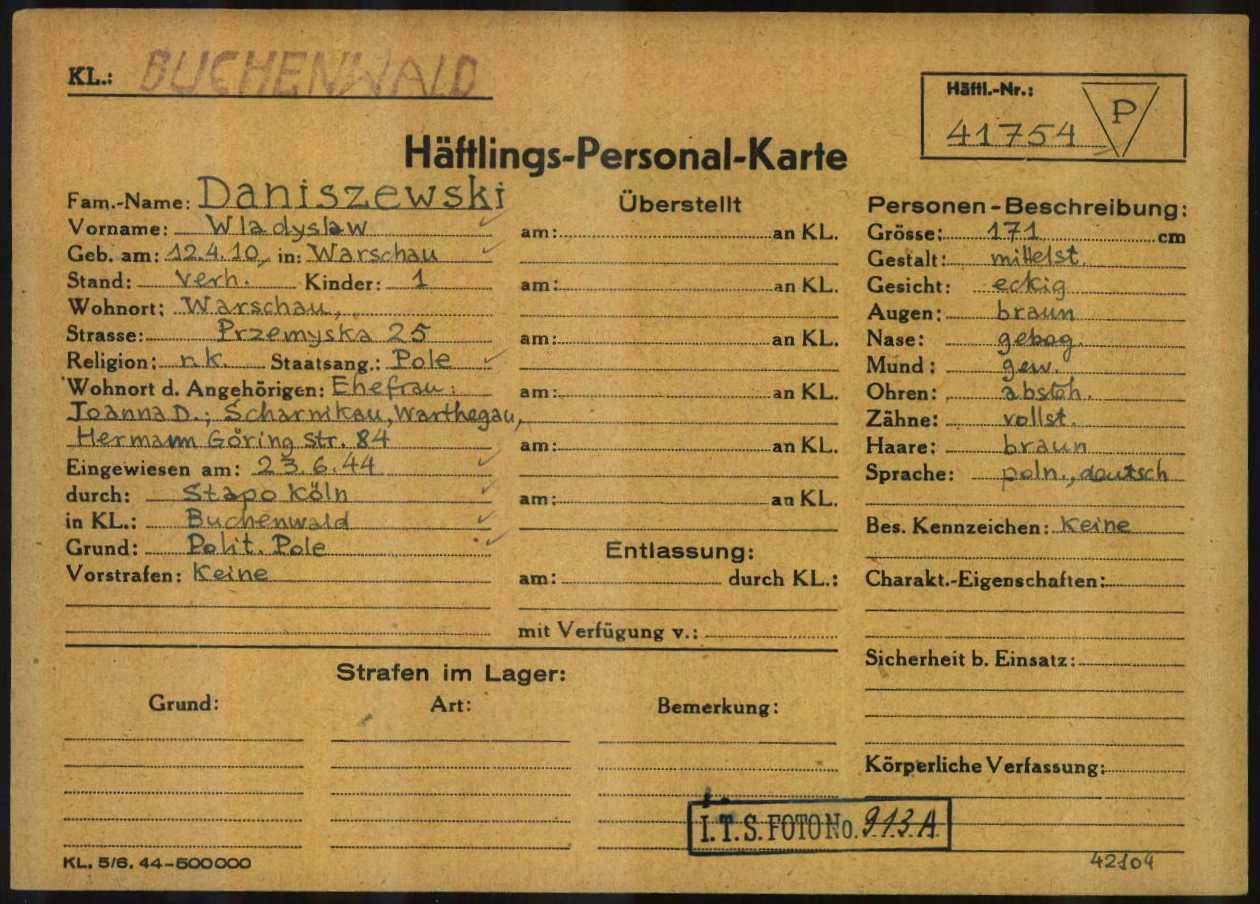 KL.: BUCHENWALD
Häftl.-Nr.:
41754 P
Häftlings-Personal-Karte
Fam.-Name: Daniszewski
Vorname: Wladyslaw
Geb. am: 12.4.10, in: Warschau
Stand: verh. Kinder: 1
Wohnort: Warschau,
Strasse: Przemyska 25
Religion: r.k. Staatsang.: Pole
Wohnort d. Angehörigen: Ehefrau:
Joanna D.; Scharnikau, Warthegau,
Hermann Göring Str. 84
Eingewiesen am: 23.6.44
durch: Stapo Köln
in KL.: Buchenwald
Grund: Polit. Pole
Vorstrafen: Keine
Überstellt
am: an KL.
am: an KL.
am: an KL.
am: an KL.
am: an KL.
am: an KL.
Entlassung:
am: durch KL.:
mit Verfügung v.:
Personen-Beschreibung:
Grösse: 171 cm
Gestalt: mittelst.
Gesicht: eckig
Augen: braun
Nase: gebog.
Mund: gew.
Ohren: absteh.
Zähne: vollst.
Haare: braun
Sprache: poln., deutsch
Bes. Kennzeichen: Keine
Charakt.-Eigenschaften:
Sicherheit b. Einsatz:
Körperliche Verfassung:
Strafen im Lager:
Grund: Art: Bemerkung:
I.T.S. FOTO No. 913A
KL. 5/6. 44-500000
42104